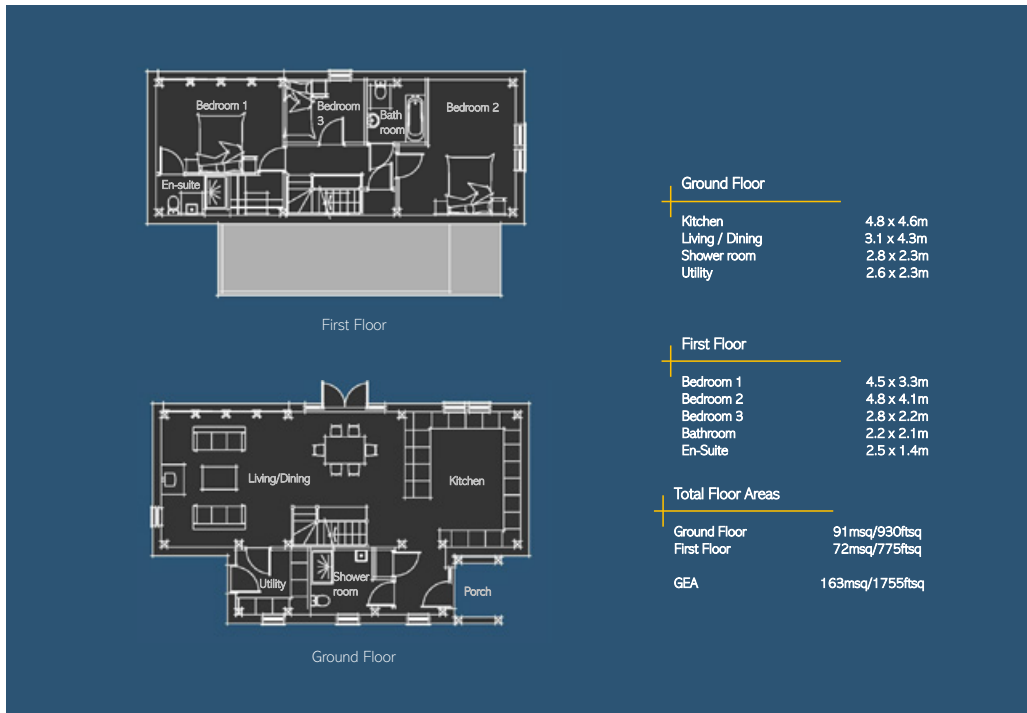 Bedroom 1
Bedroom
3
Bath
room
Bedroom 2
En-suite
First Floor
Living/Dining
Kitchen
Utility
Shower
room
Porch
Ground Floor
Ground Floor
Kitchen 4.8 x 4.6m
Living / Dining 3.1 x 4.3m
Shower room 2.8 x 2.3m
Utility 2.6 x 2.3m
First Floor
Bedroom 1 4.5 x 3.3m
Bedroom 2 4.8 x 4.1m
Bedroom 3 2.8 x 2.2m
Bathroom 2.2 x 2.1m
En-Suite 2.5 x 1.4m
Total Floor Areas
Ground Floor 91msq/930ftsq
First Floor 72msq/775ftsq
GEA 163msq/1755ftsq